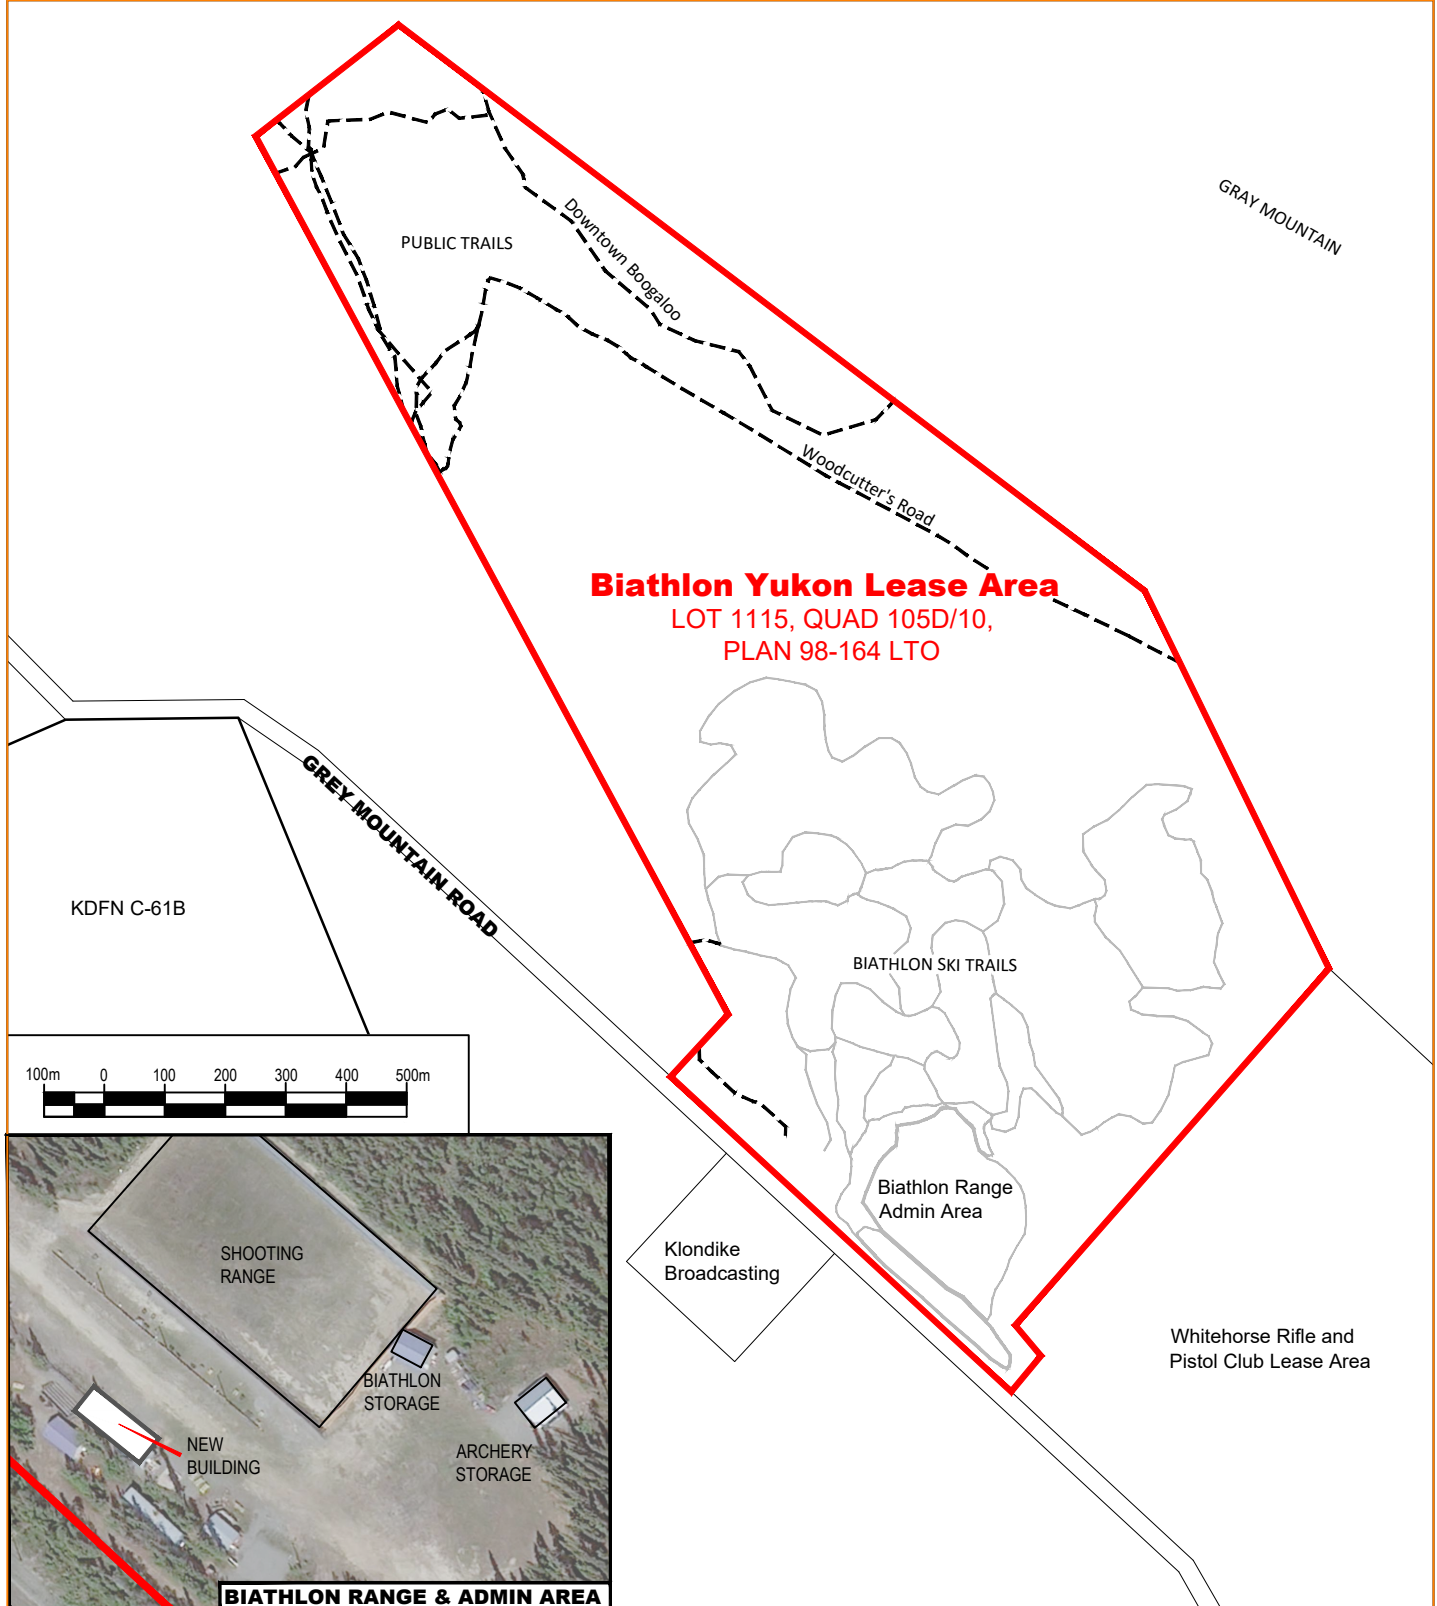 GRAY MOUNTAIN
PUBLIC TRAILS
Downtown Boogaloo
Woodcutter's Road
Biathlon Yukon Lease Area
LOT 1115, QUAD 105D/10,
PLAN 98-164 LTO
GREY MOUNTAIN ROAD
KDFN C-61B
BIATHLON SKI TRAILS
100m 0 100 200 300 400 500m
Biathlon Range
Admin Area
Klondike
Broadcasting
Whitehorse Rifle and
Pistol Club Lease Area
SHOOTING
RANGE
BIATHLON
STORAGE
NEW
BUILDING
ARCHERY
STORAGE
BIATHLON RANGE & ADMIN AREA